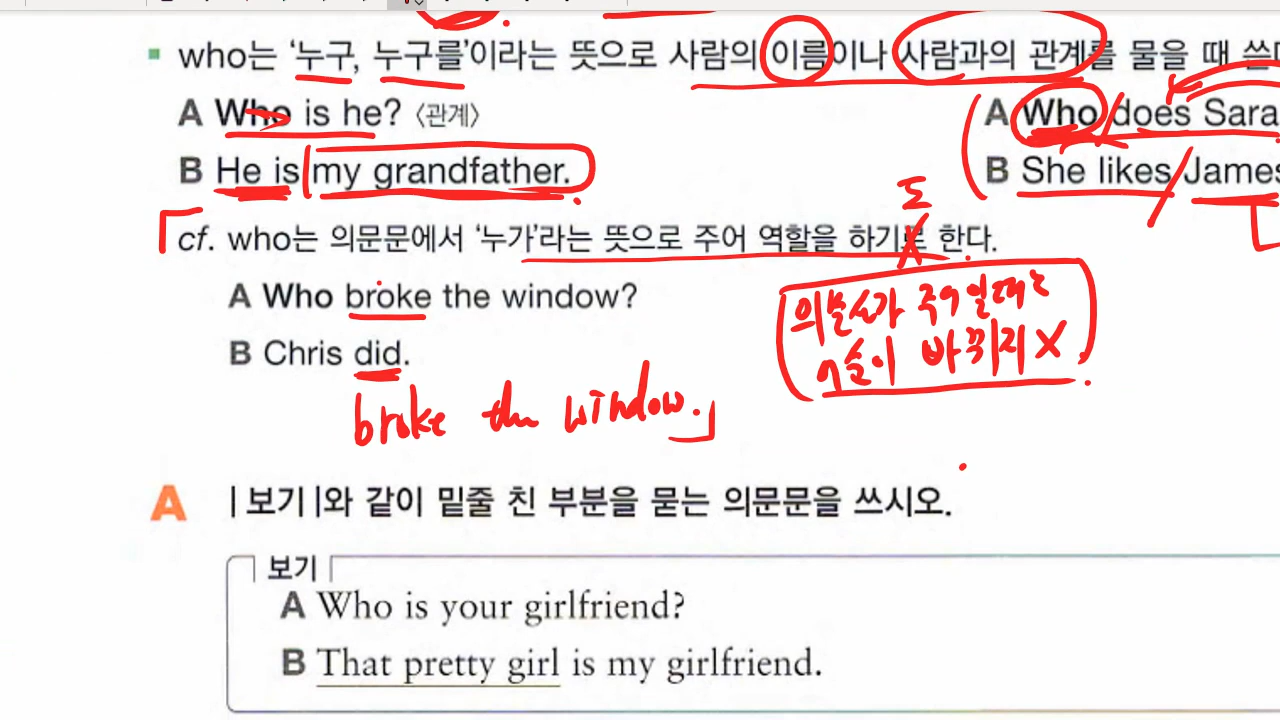 who는 '누구, 누구를'이라는 뜻으로 사람의 이름이나 사람과의 관계를 물을 때
A Who is he? 〈관계〉
A Who does Sara
B He is my grandfather.
B She likes James
도
cf. who는 의문문에서 '누가'라는 뜻으로 주어 역할을 하기로 한다.
A Who broke the window?
의문사가 주어일때는
어순이 바뀌지 X
B Chris did.
broke the window.
A |보기|와 같이 밑줄 친 부분을 묻는 의문문을 쓰시오.
보기
A Who is your girlfriend?
B That pretty girl is my girlfriend.